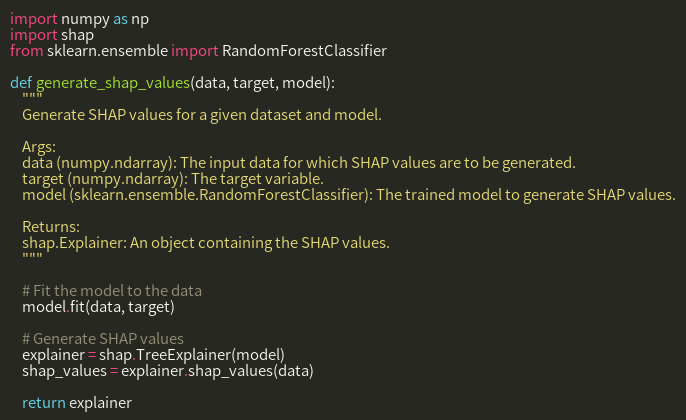 import numpy as np
import shap
from sklearn.ensemble import RandomForestClassifier

def generate_shap_values(data, target, model):
    """
    Generate SHAP values for a given dataset and model.

    Args:
    data (numpy.ndarray): The input data for which SHAP values are to be generated.
    target (numpy.ndarray): The target variable.
    model (sklearn.ensemble.RandomForestClassifier): The trained model to generate SHAP values.

    Returns:
    shap.Explainer: An object containing the SHAP values.
    """

    # Fit the model to the data
    model.fit(data, target)

    # Generate SHAP values
    explainer = shap.TreeExplainer(model)
    shap_values = explainer.shap_values(data)

    return explainer